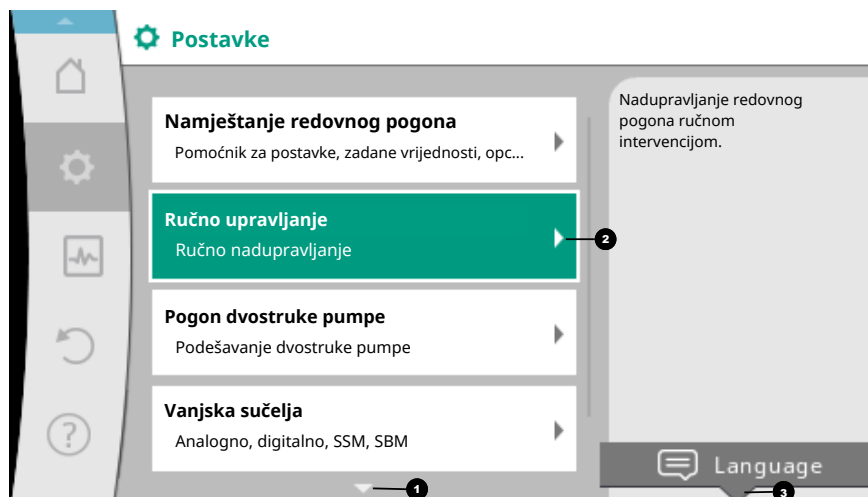 Postavke
Namještanje redovnog pogona
Pomoćnik za postavke, zadane vrijednosti, opc...
Ručno upravljanje
Ručno nadupravljanje
2
Pogon dvostruke pumpe
Podešavanje dvostruke pumpe
Vanjska sučelja
Analogno, digitalno, SSM, SBM
1
Nadupravljanje redovnog
pogona ručnom
intervencijom.
Language
3
?